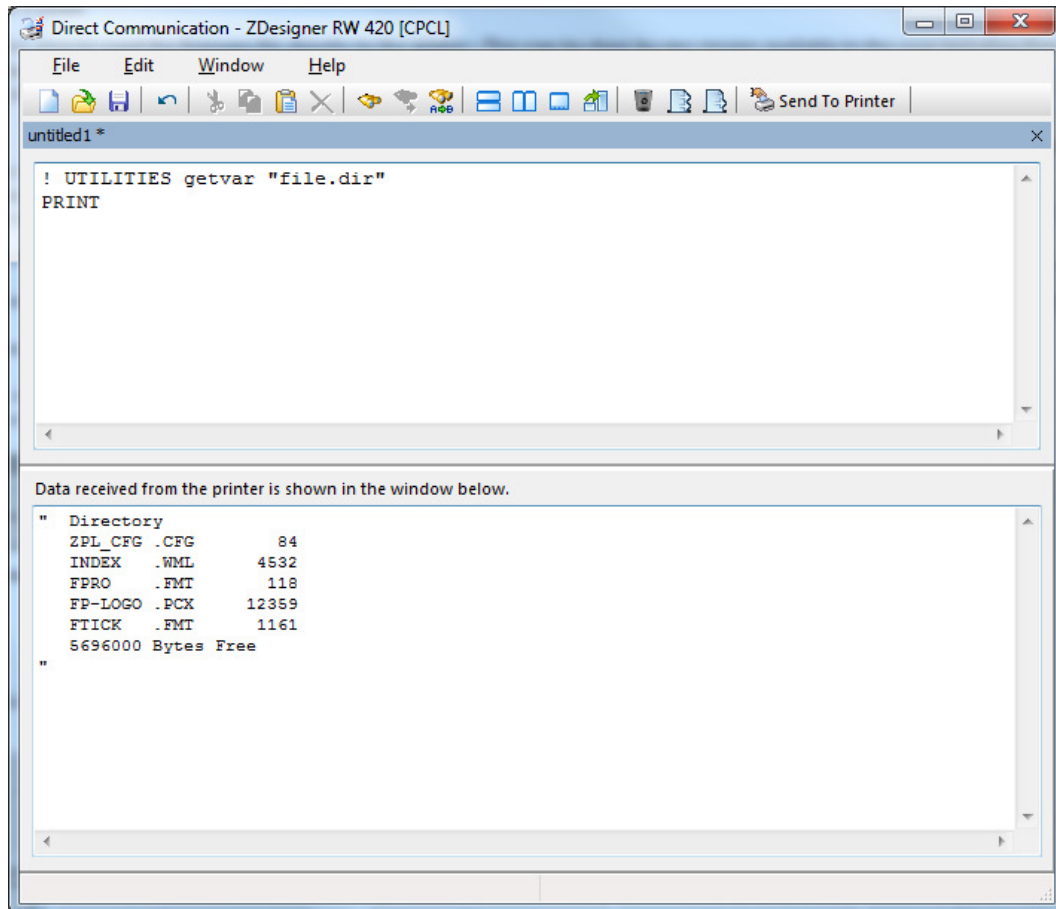 Direct Communication - ZDesigner RW 420 [CPCL]
File Edit Window Help
A B Send To Printer
untitled1 *
! UTILITIES getvar "file.dir"
PRINT
Data received from the printer is shown in the window below.
" Directory
ZPL_CFG .CFG 84
INDEX .WML 4532
FPRO .FMT 118
FP-LOGO .PCX 12359
FTICK .FMT 1161
5696000 Bytes Free
"